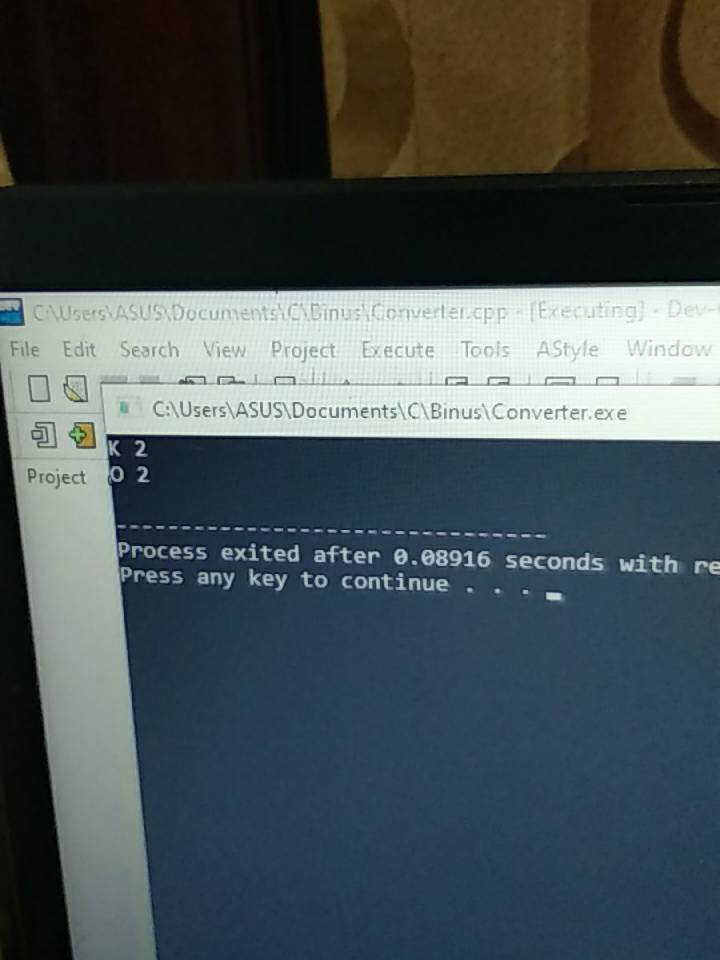 C:\Users\ASUS\Documents\C\Binus\Converter.cpp - [Executing] - Dev-
File Edit Search View Project Execute Tools AStyle Window
C:\Users\ASUS\Documents\C\Binus\Converter.exe
Project
K 2
O 2
--------------------------------
Process exited after 0.08916 seconds with re
Press any key to continue . . .